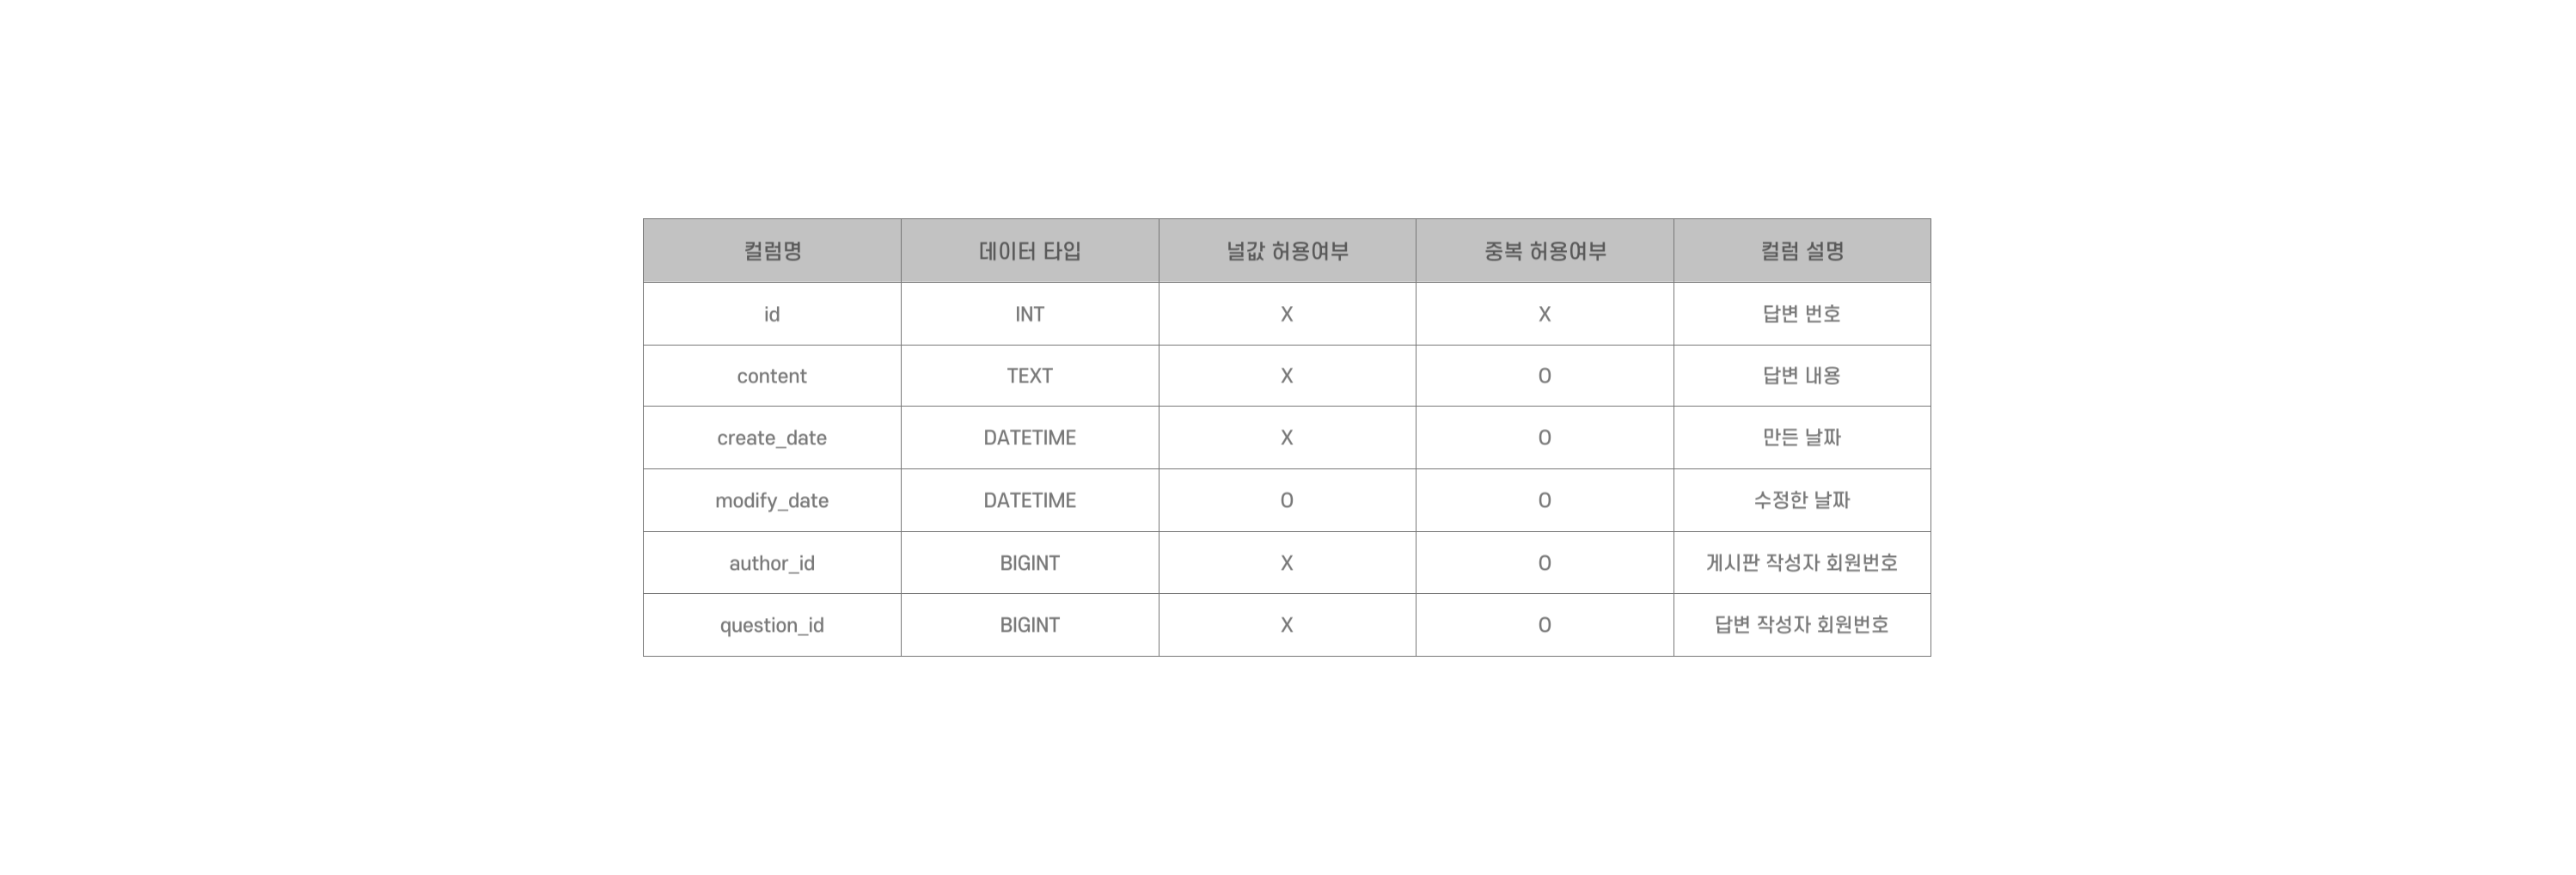 컬럼명 데이터 타입 널값 허용여부 중복 허용여부 컬럼 설명
id INT X X 답변 번호
content TEXT X O 답변 내용
create_date DATETIME X O 만든 날짜
modify_date DATETIME O O 수정한 날짜
author_id BIGINT X O 게시판 작성자 회원번호
question_id BIGINT X O 답변 작성자 회원번호